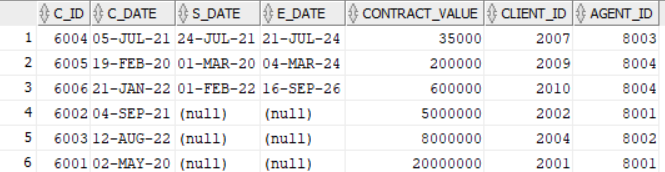 C_ID C_DATE S_DATE E_DATE CONTRACT_VALUE CLIENT_ID AGENT_ID
1 6004 05-JUL-21 24-JUL-21 21-JUL-24 35000 2007 8003
2 6005 19-FEB-20 01-MAR-20 04-MAR-24 200000 2009 8004
3 6006 21-JAN-22 01-FEB-22 16-SEP-26 600000 2010 8004
4 6002 04-SEP-21 (null) (null) 5000000 2002 8001
5 6003 12-AUG-22 (null) (null) 8000000 2004 8002
6 6001 02-MAY-20 (null) (null) 20000000 2001 8001